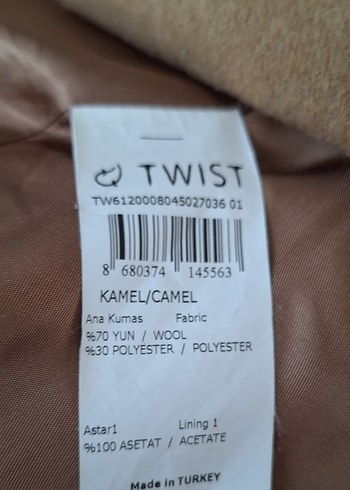 TWIST
TW6120008045027036 01
8 680374 145563
KAMEL/CAMEL
Ana Kumas Fabric
%70 YUN / WOOL
%30 POLYESTER / POLYESTER
Astar1 Lining 1
%100 ASETAT / ACETATE
Made in TURKEY